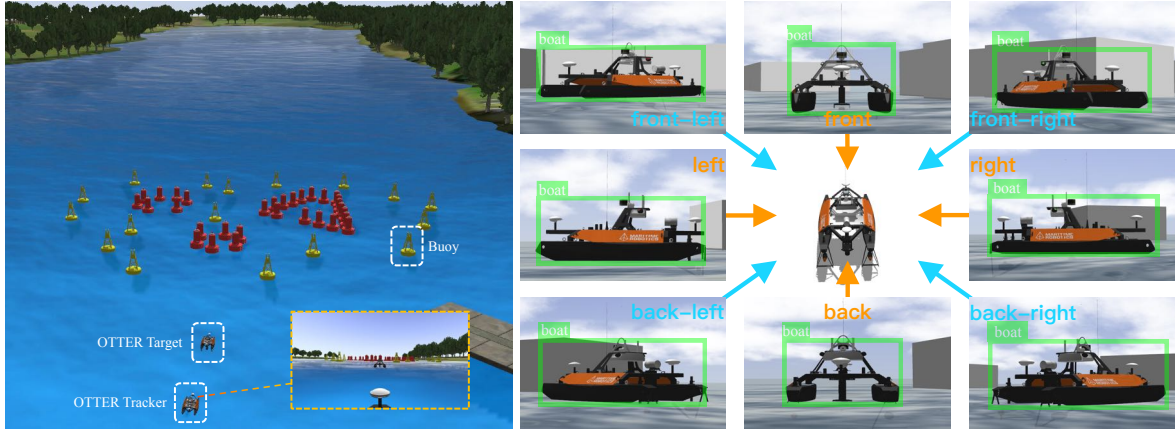 Buoy
OTTER Target
OTTER Tracker
boat
front-left
boat
front
boat
front-right
boat
left
right
boat
boat
back-left
boat
back
back-right
boat